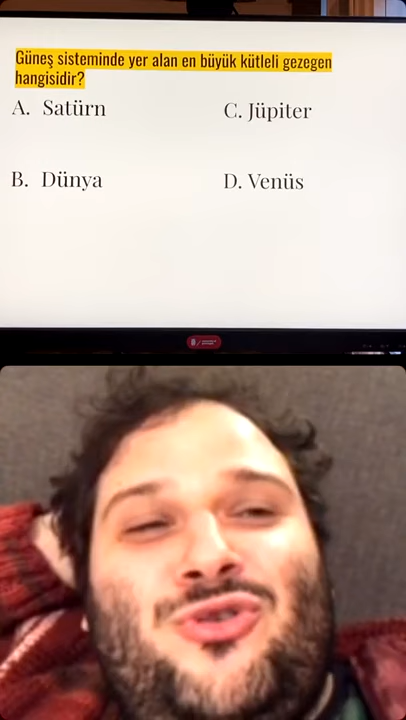 Güneş sisteminde yer alan en büyük kütleli gezegen
hangisidir?
A. Satürn
C. Jüpiter
B. Dünya
D. Venüs